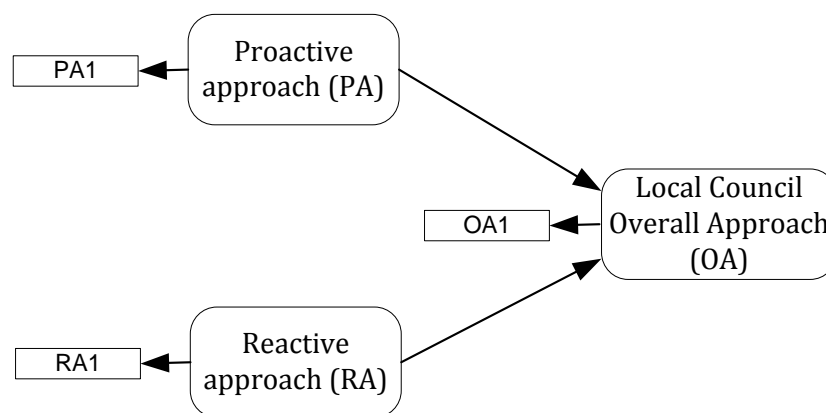 PA1
Proactive
approach (PA)
Local Council
Overall Approach
(OA)
OA1
RA1
Reactive
approach (RA)